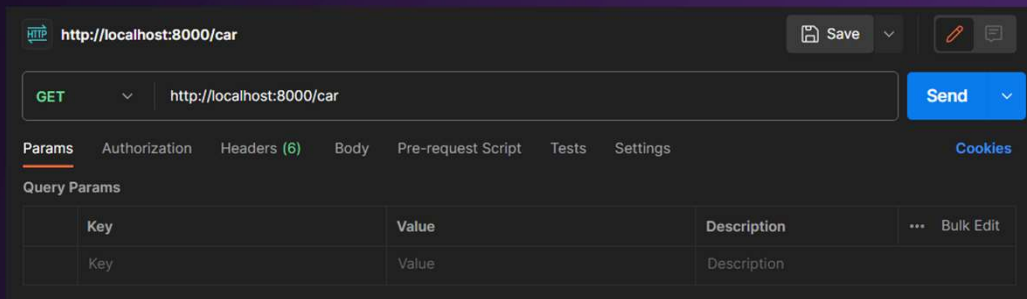 HTTP http://localhost:8000/car Save
GET http://localhost:8000/car Send
Params Authorization Headers (6) Body Pre-request Script Tests Settings Cookies
Query Params
Key Value Description ••• Bulk Edit
Key Value Description